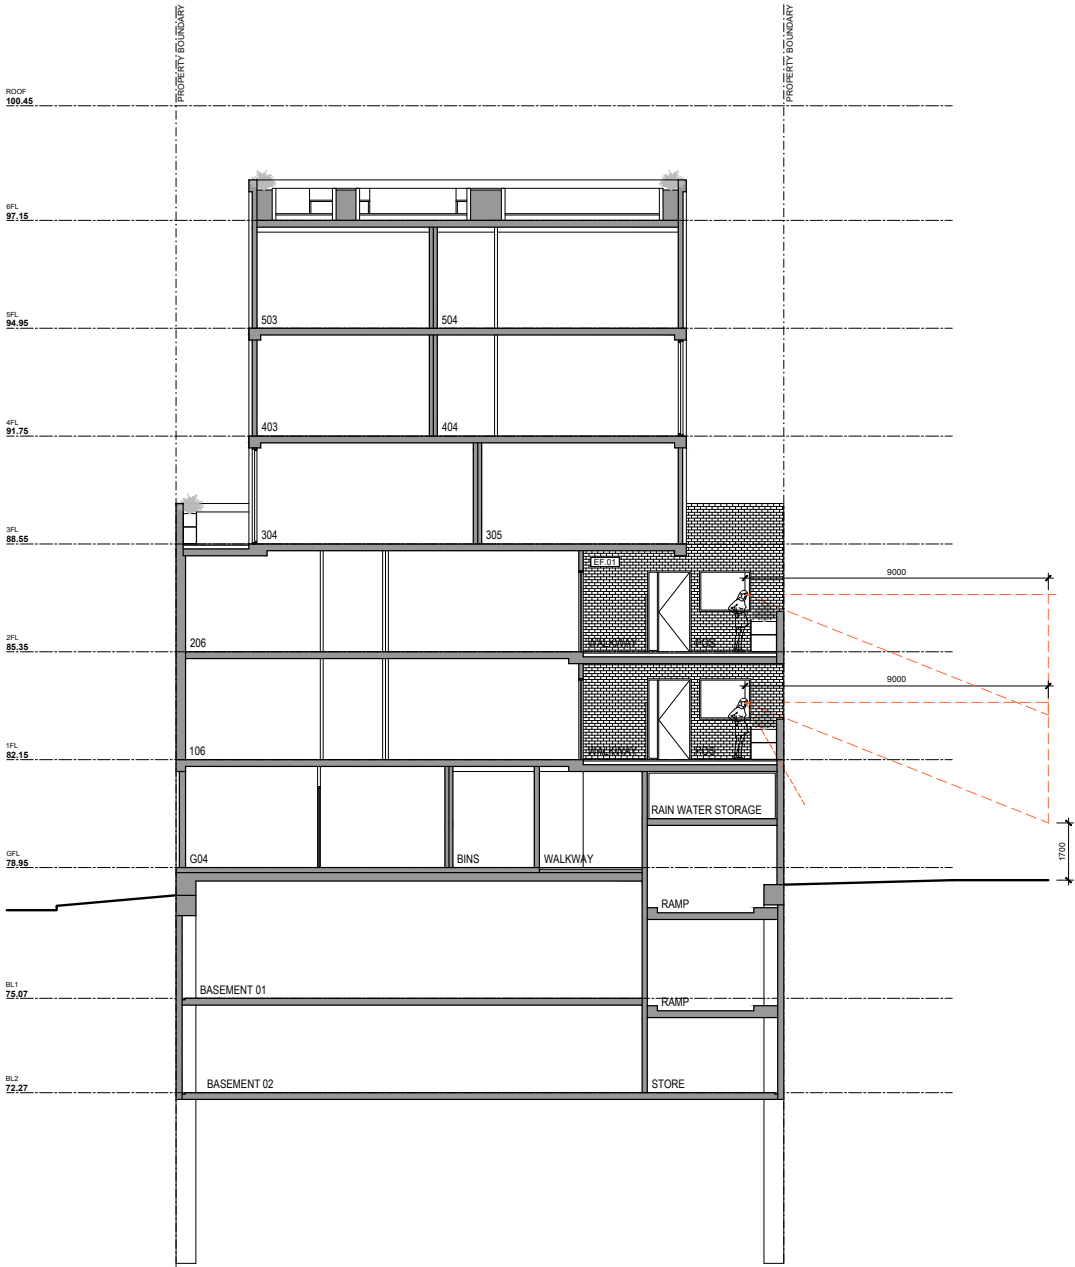 PROPERTY BOUNDARY
PROPERTY BOUNDARY
ROOF
100.45
6FL
97.15
5FL
94.95
503
504
4FL
91.75
403
404
3FL
88.55
304
305
EF.01
9000
2FL
85.35
206
WALKWAY
POS
9000
1FL
82.15
106
WALKWAY
POS
RAIN WATER STORAGE
1700
GFL
78.95
G04
BINS
WALKWAY
RAMP
BL1
75.07
BASEMENT 01
RAMP
BL2
72.27
BASEMENT 02
STORE